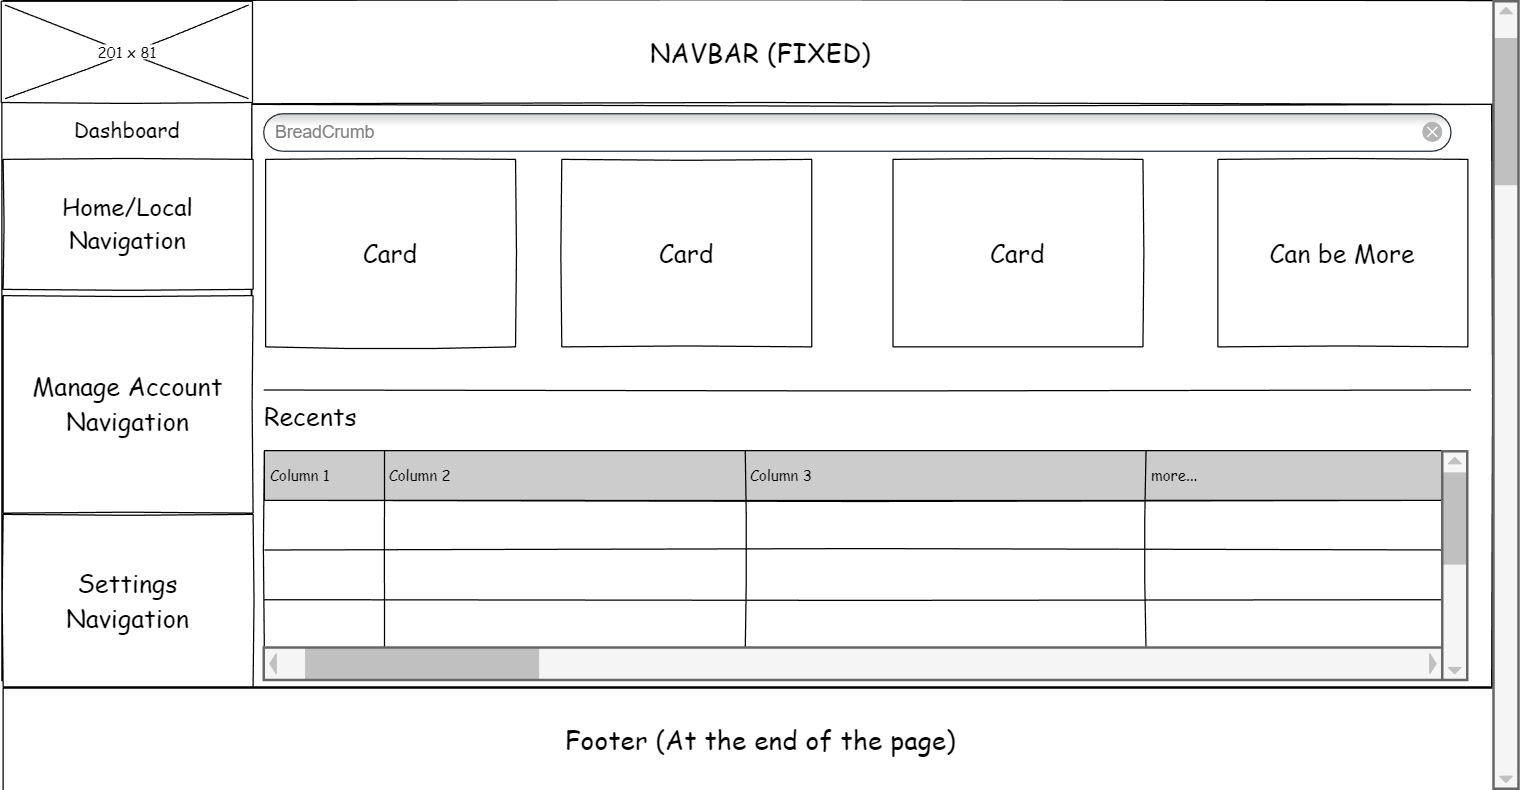 201 x 81
NAVBAR (FIXED)
Dashboard
BreadCrumb
Home/Local
Navigation
Card
Card
Card
Can be More
Manage Account
Navigation
Recents
Column 1
Column 2
Column 3
more...
Settings
Navigation
Footer (At the end of the page)